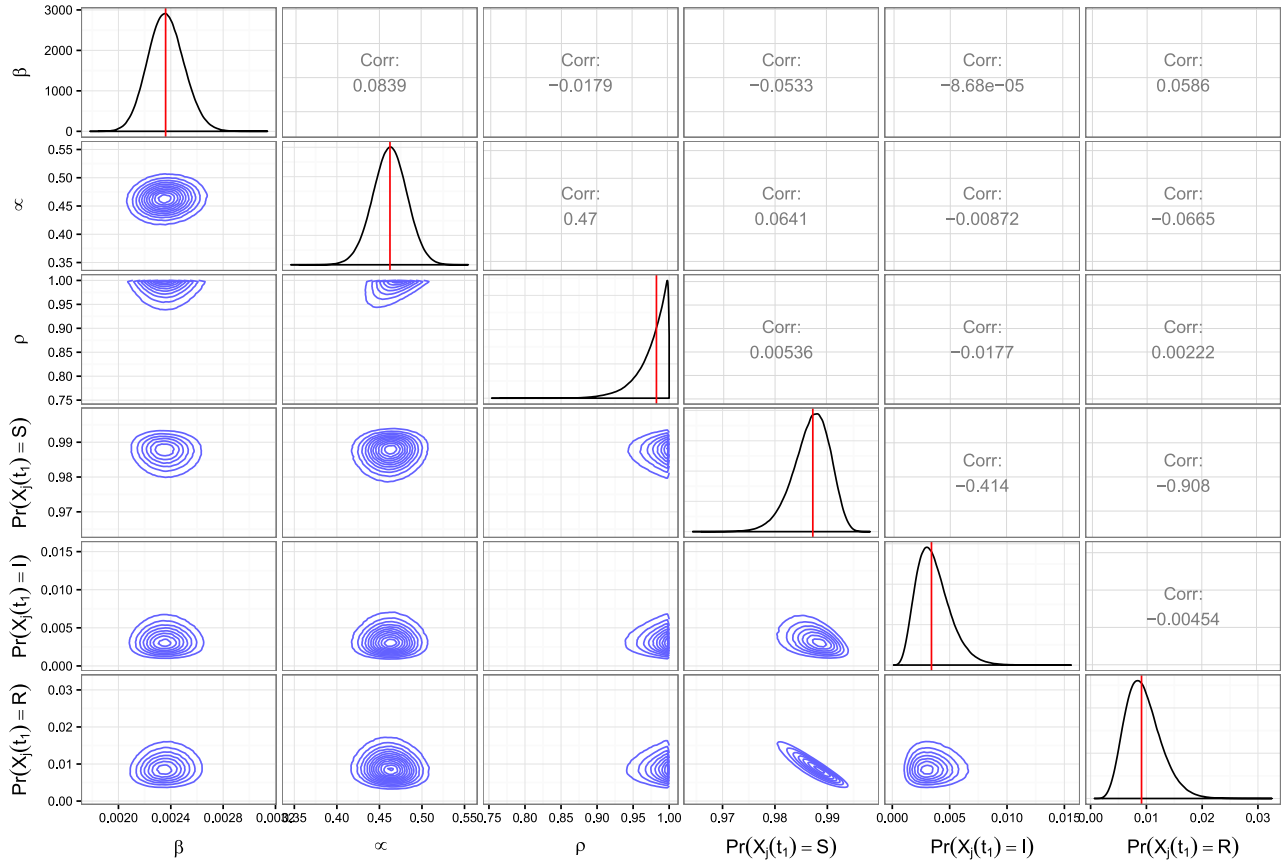 3000
2000
1000
0
β
Corr:
0.0839
Corr:
−0.0179
Corr:
−0.0533
Corr:
−8.68e−05
Corr:
0.0586
0.55
0.50
0.45
0.40
0.35
∝
Corr:
0.47
Corr:
0.0641
Corr:
−0.00872
Corr:
−0.0665
1.00
0.95
0.90
0.85
0.80
0.75
ρ
Corr:
0.00536
Corr:
−0.0177
Corr:
0.00222
0.99
0.98
0.97
Pr(Xj(t1) = S)
Corr:
−0.414
Corr:
−0.908
0.015
0.010
0.005
0.000
Pr(Xj(t1) = I)
Corr:
−0.00454
0.03
0.02
0.01
0.00
Pr(Xj(t1) = R)
0.0020 0.0024 0.0028
0.40 0.45 0.50 0.55
0.75 0.80 0.85 0.90 0.95 1.00
0.97 0.98 0.99
0.000 0.005 0.010 0.015
0.01 0.02 0.03
β ∝ ρ Pr(Xj(t1) = S) Pr(Xj(t1) = I) Pr(Xj(t1) = R)